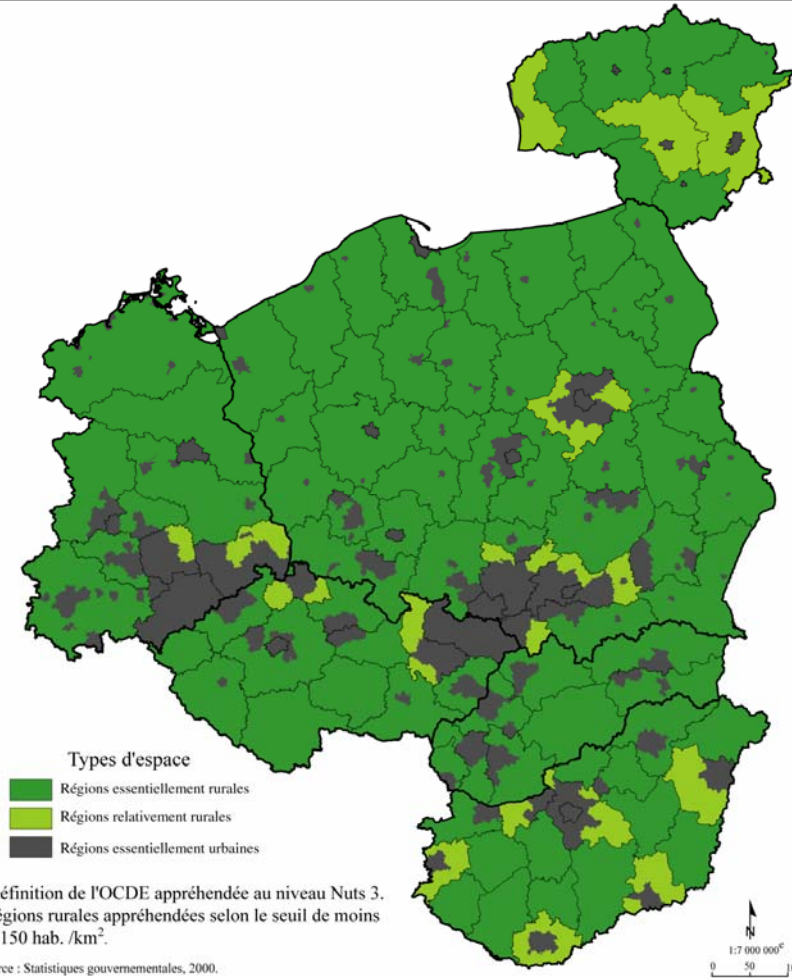 Types d'espace
Régions essentiellement rurales
Régions relativement rurales
Régions essentiellement urbaines
éfinition de l'OCDE appréhendée au niveau Nuts 3.
égions rurales appréhendées selon le seuil de moins
150 hab. /km².
rce : Statistiques gouvernementales, 2000.
N
1:7 000 000e
0 50